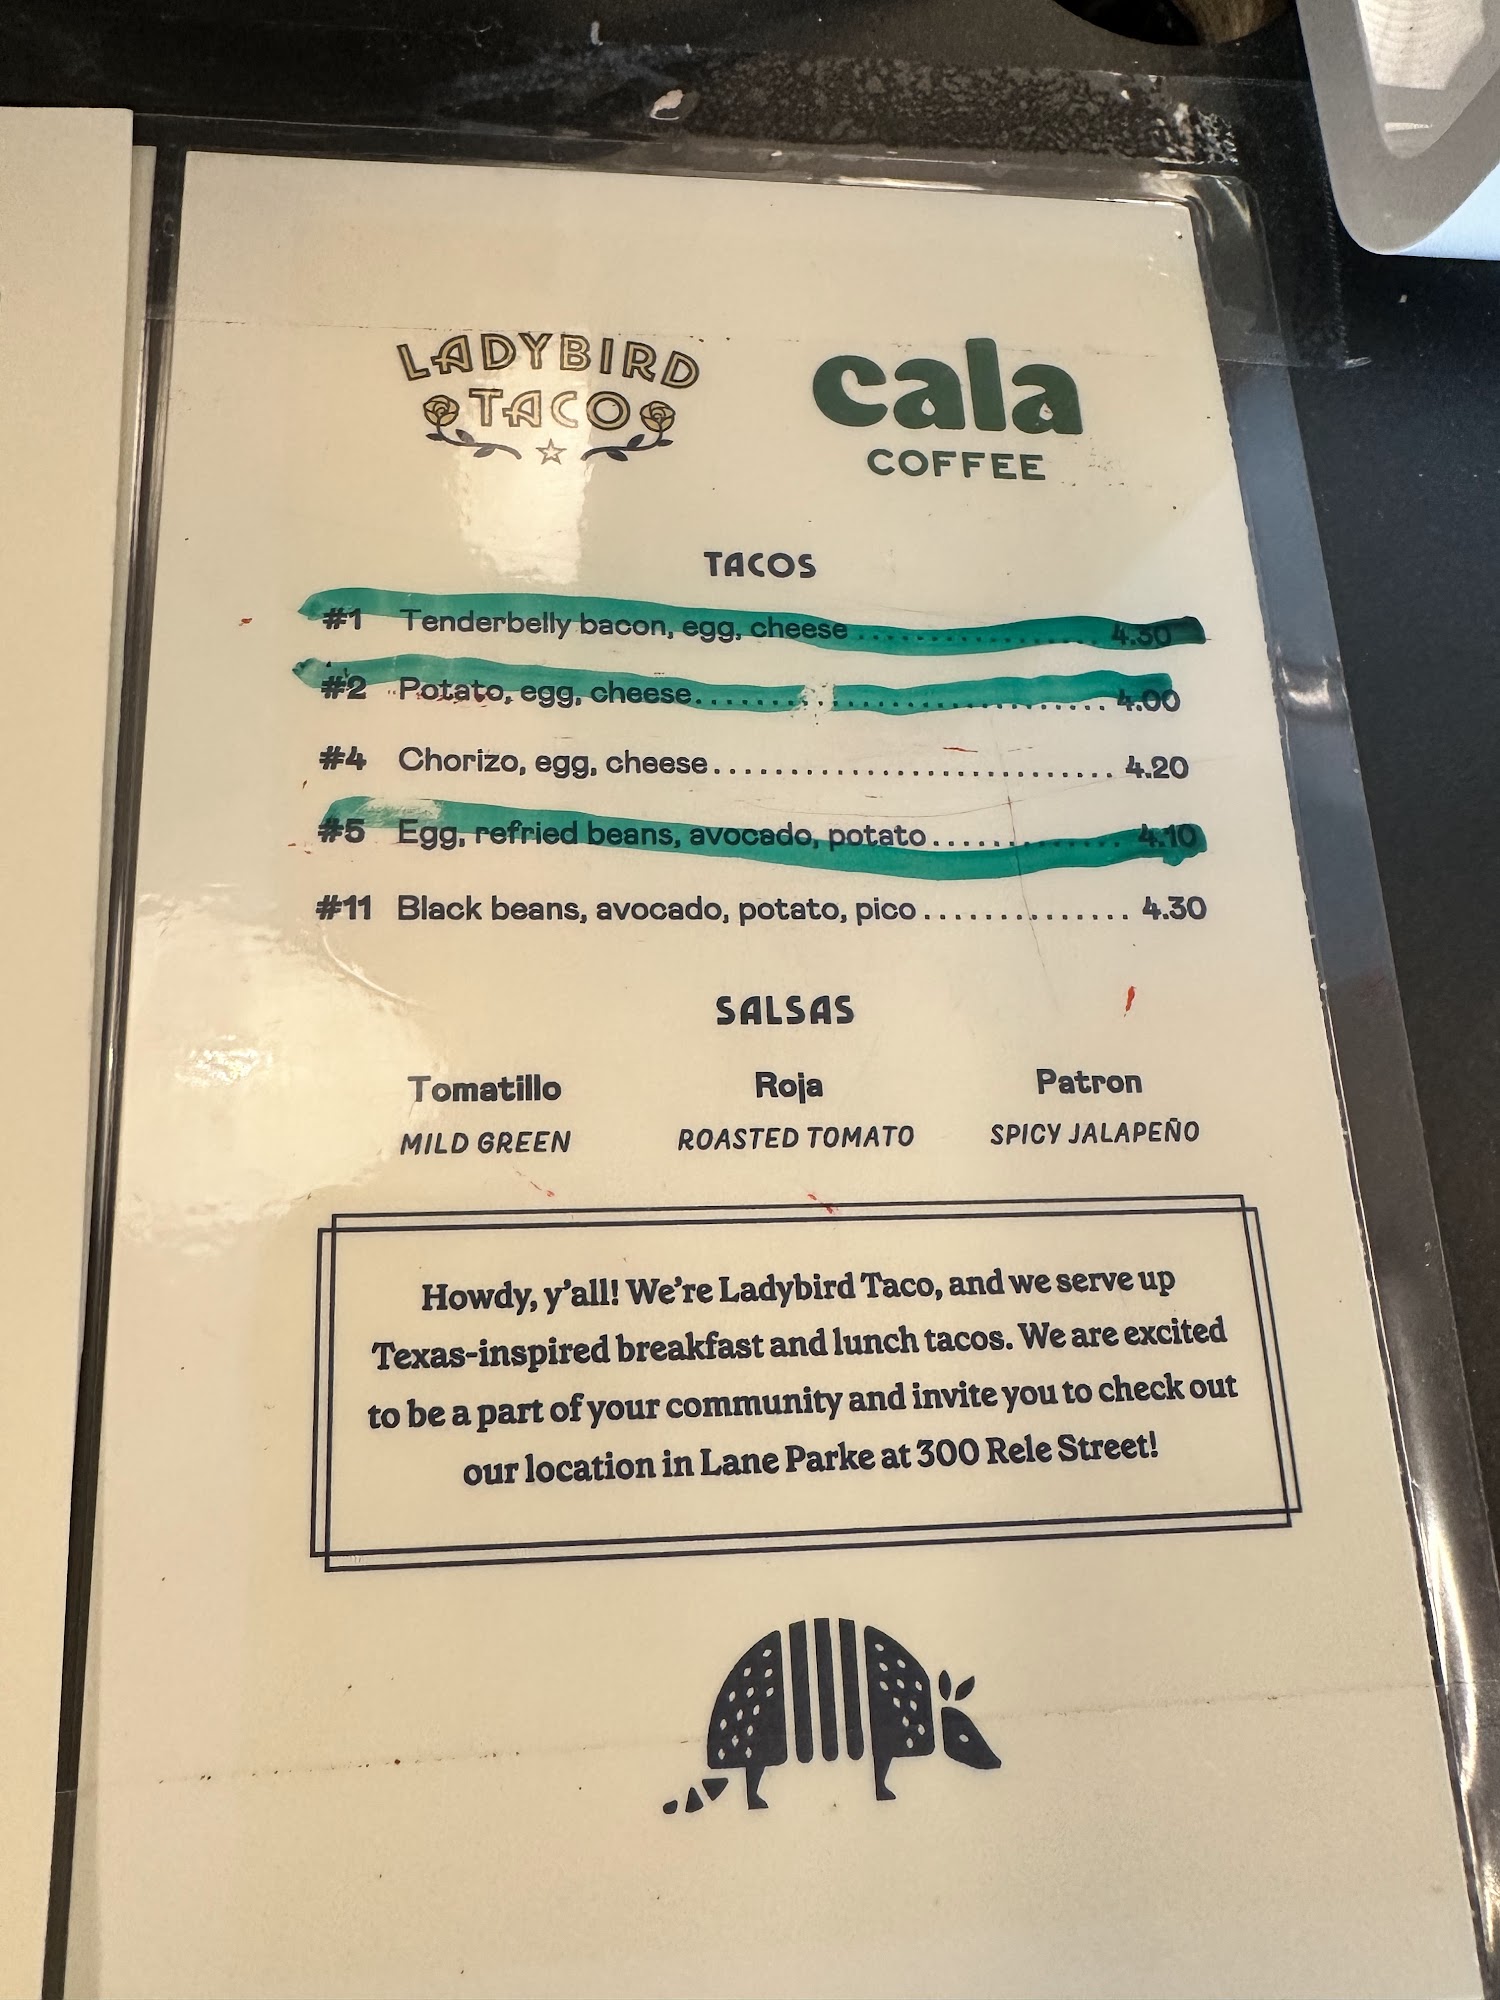 LADYBIRD
TACO
cala
COFFEE
TACOS
#1 Tenderbelly bacon, egg, cheese 4.30
#2 Potato, egg, cheese 4.00
#4 Chorizo, egg, cheese 4.20
#5 Egg, refried beans, avocado, potato 4.10
#11 Black beans, avocado, potato, pico 4.30
SALSAS
Tomatillo Roja Patron
MILD GREEN ROASTED TOMATO SPICY JALAPEÑO
Howdy, y'all! We're Ladybird Taco, and we serve up
Texas-inspired breakfast and lunch tacos. We are excited
to be a part of your community and invite you to check out
our location in Lane Parke at 300 Rele Street!